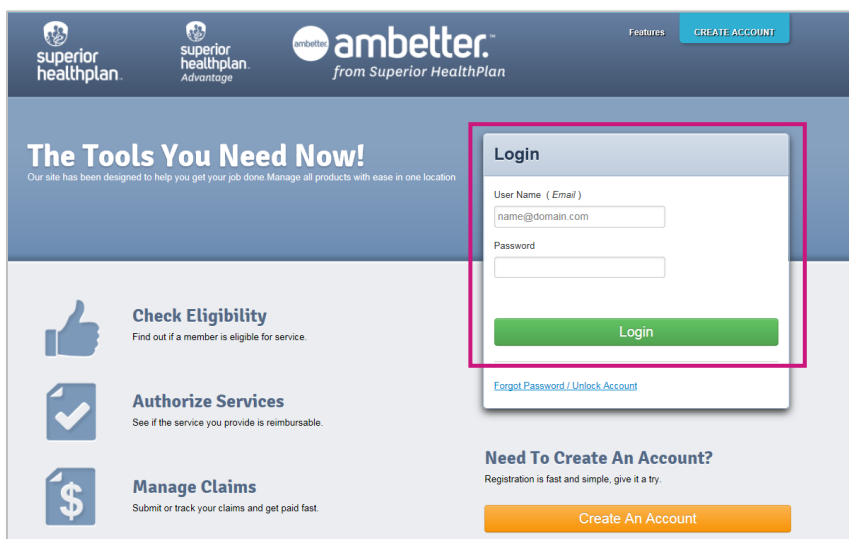 superior
healthplan.
superior
healthplan.
Advantage
ambetter.
ambetter.™
from Superior HealthPlan
Features
CREATE ACCOUNT
The Tools You Need Now!
Our site has been designed to help you get your job done.Manage all products with ease in one location
Login
User Name ( Email )
name@domain.com
Password
Login
Forgot Password / Unlock Account
Check Eligibility
Find out if a member is eligible for service.
Authorize Services
See if the service you provide is reimbursable.
Manage Claims
Submit or track your claims and get paid fast.
$
Need To Create An Account?
Registration is fast and simple, give it a try.
Create An Account